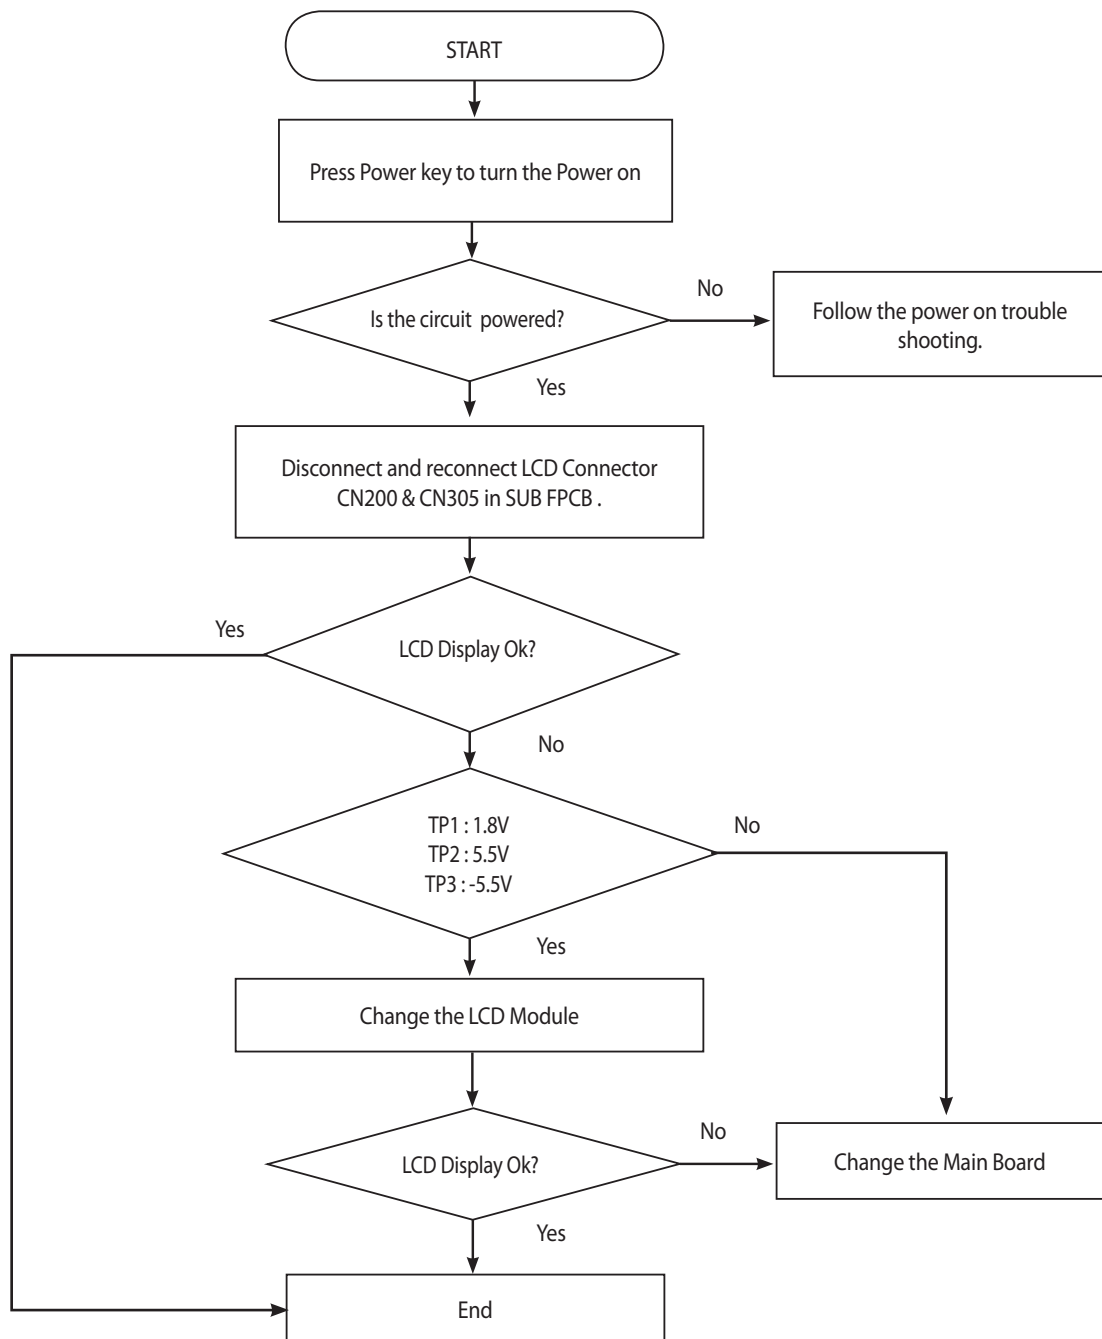 START
Press Power key to turn the Power on
Is the circuit  powered?
No
Follow the power on trouble
shooting.
Yes
Disconnect and reconnect LCD Connector
CN200 & CN305 in SUB FPCB .
Yes
LCD Display Ok?
No
TP1 : 1.8V
TP2 : 5.5V
TP3 : -5.5V
No
Yes
Change the LCD Module
LCD Display Ok?
No
Change the Main Board
Yes
End